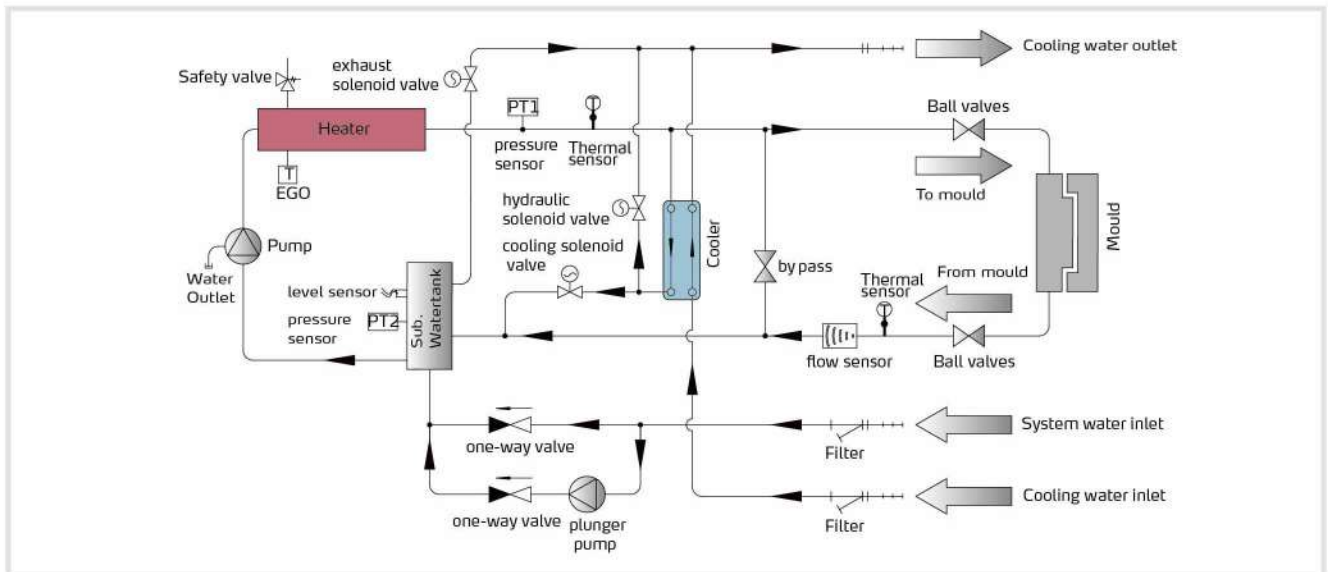 Cooling water outlet
exhaust
solenoid valve
Safety valve
Heater
PT1
T
pressure
sensor
Thermal
sensor
Ball valves
To mould
Mould
T
EGO
hydraulic
solenoid valve
Cooler
Pump
Water
Outlet
cooling solenoid
valve
by pass
From mould
Thermal
sensor
T
level sensor
pressure
sensor
PT2
Sub.
Watertank
flow sensor
Ball valves
one-way valve
Filter
System water inlet
one-way valve
plunger
pump
Filter
Cooling water inlet